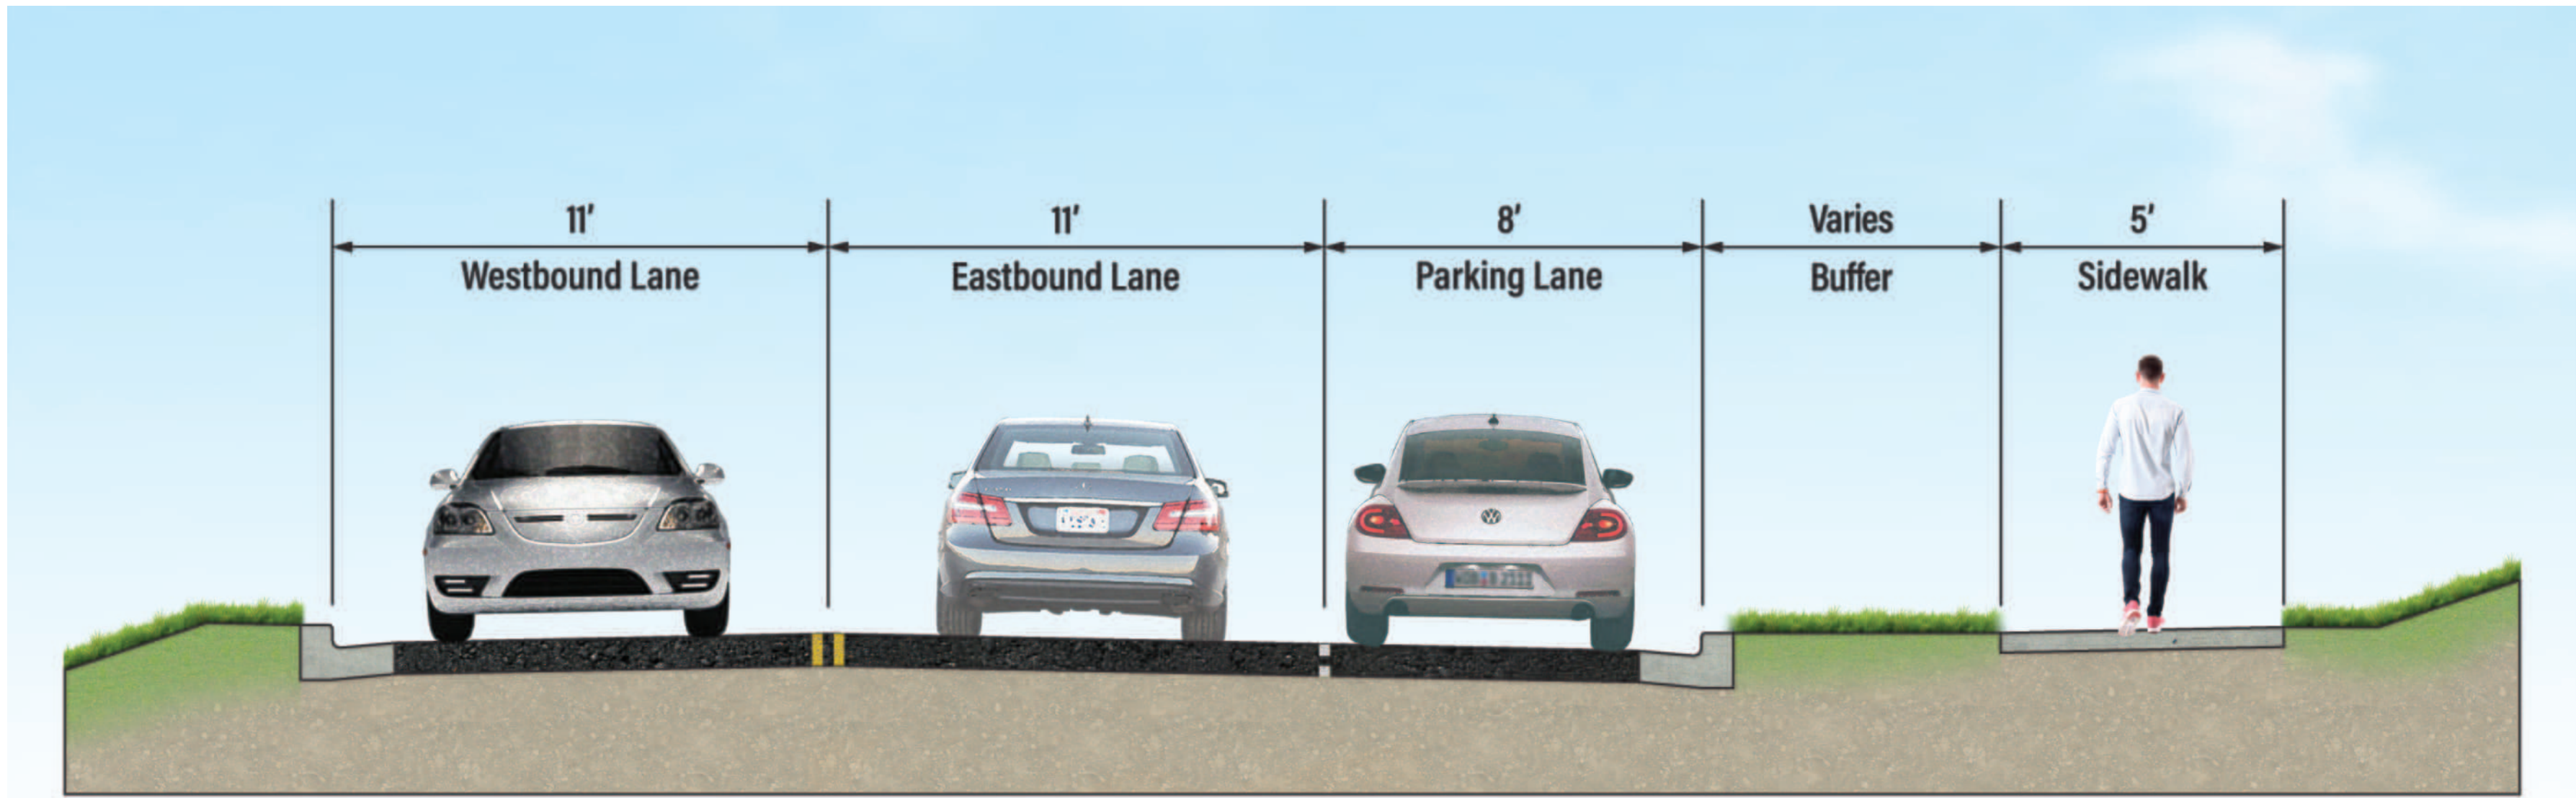 11' 11' 8' Varies 5'
Westbound Lane Eastbound Lane Parking Lane Buffer Sidewalk